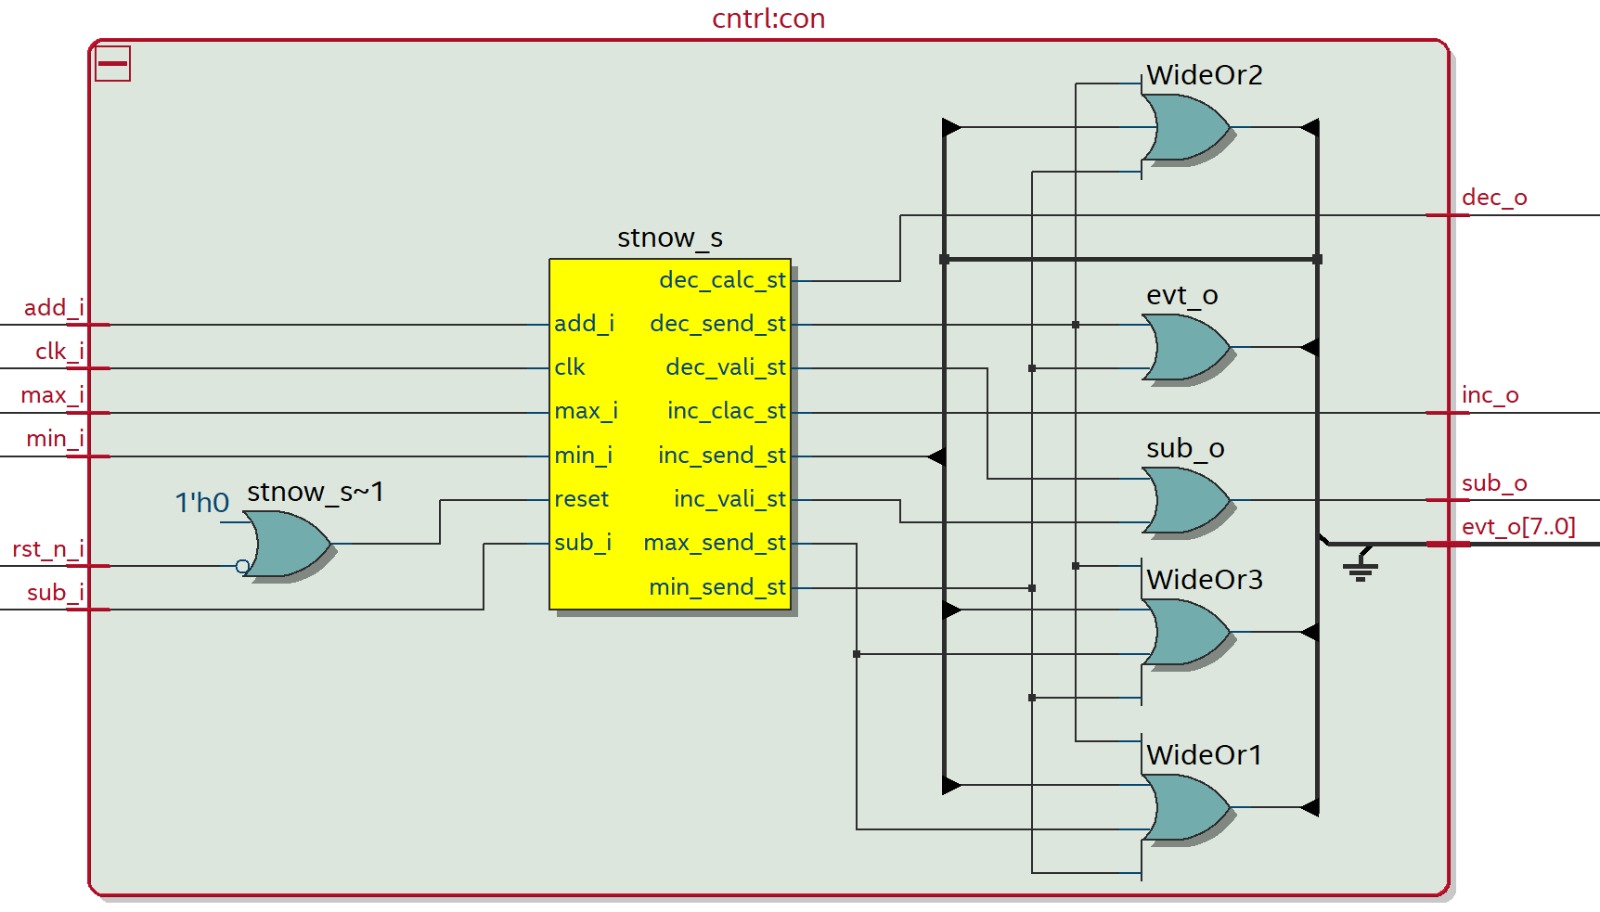 cntrl:con
WideOr2
dec_o
stnow_s
dec_calc_st
evt_o
add_i
add_i
dec_send_st
clk_i
clk
dec_vali_st
max_i
max_i
inc_clac_st
inc_o
min_i
min_i
inc_send_st
sub_o
1'h0
stnow_s~1
reset
inc_vali_st
sub_o
evt_o[7..0]
rst_n_i
sub_i
max_send_st
sub_i
min_send_st
WideOr3
WideOr1